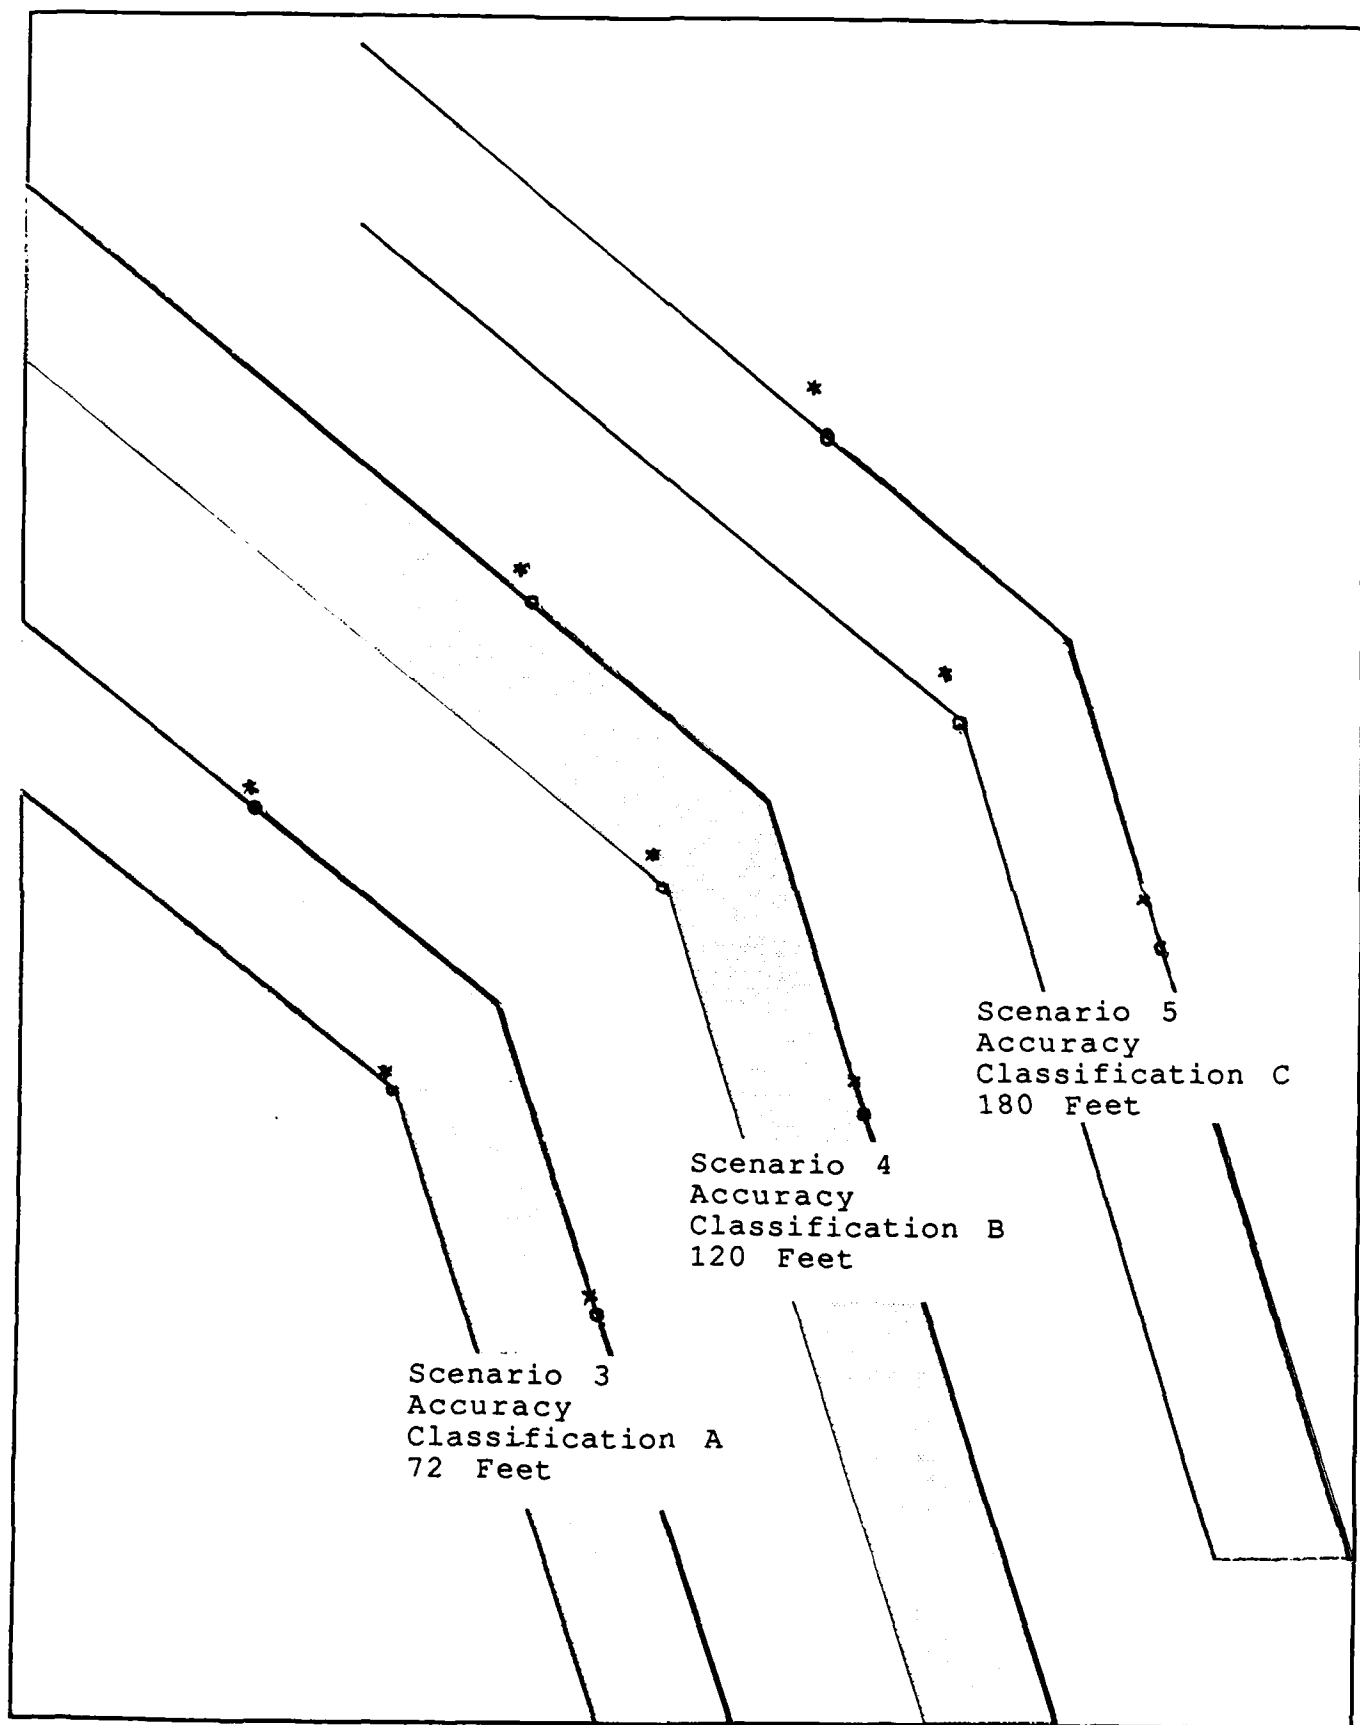 Scenario 5
Accuracy
Classification C
180 Feet
Scenario 4
Accuracy
Classification B
120 Feet
Scenario 3
Accuracy
Classification A
72 Feet